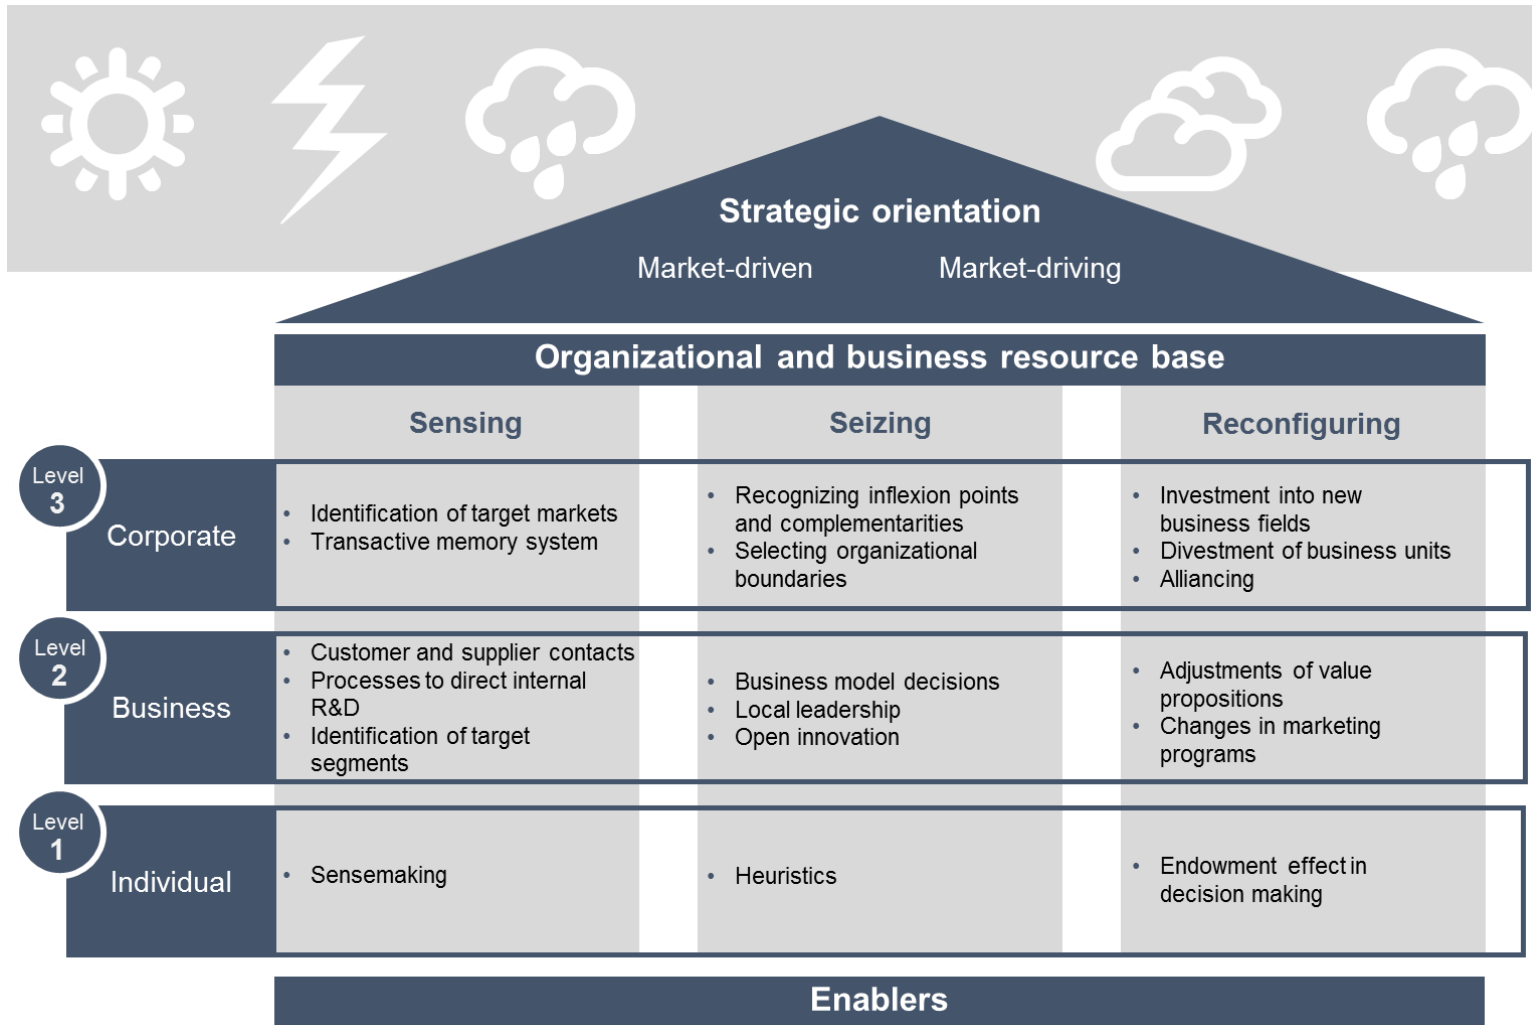 Strategic orientation
Market-driven
Market-driving
Organizational and business resource base
Sensing
Seizing
Reconfiguring
Level
3
Corporate
• Identification of target markets
• Transactive memory system
• Recognizing inflexion points
and complementarities
• Selecting organizational
boundaries
• Investment into new
business fields
• Divestment of business units
• Alliancing
Level
2
Business
• Customer and supplier contacts
• Processes to direct internal
R&D
• Identification of target
segments
• Business model decisions
• Local leadership
• Open innovation
• Adjustments of value
propositions
• Changes in marketing
programs
Level
1
Individual
• Sensemaking
• Heuristics
• Endowment effect in
decision making
Enablers